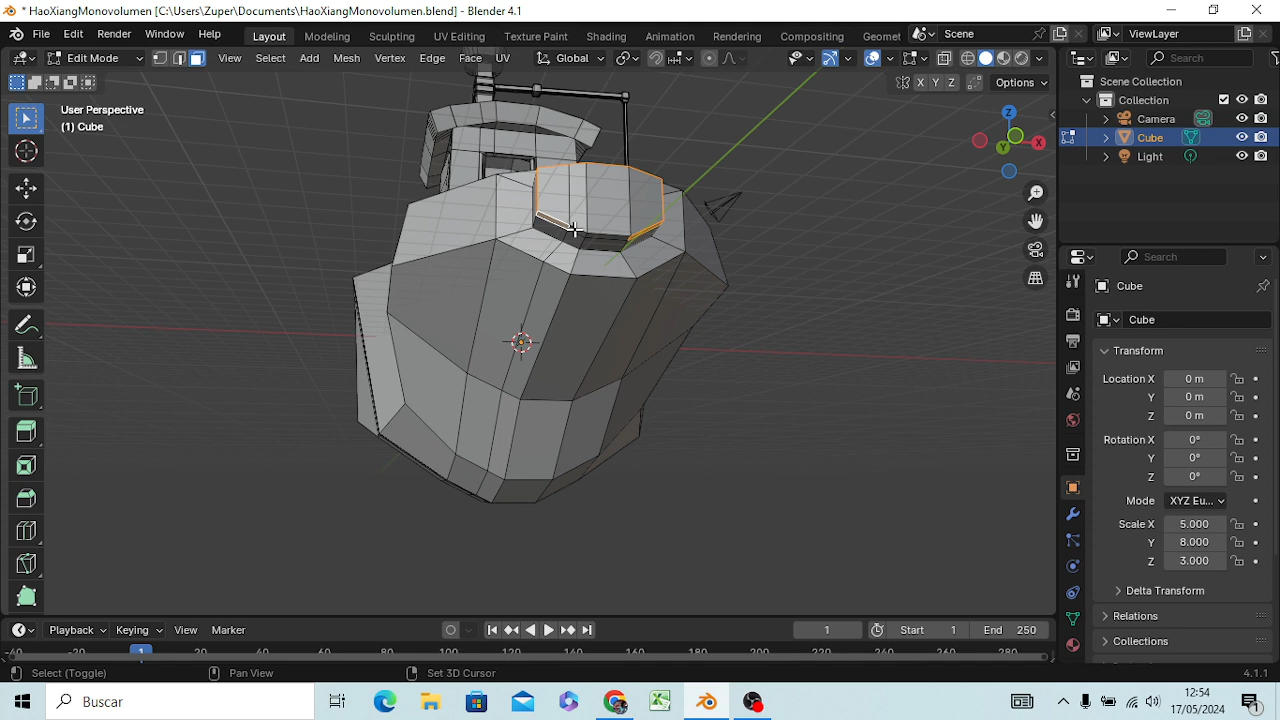 * HaoXiangMonovolumen [C:\Users\Zuper\Documents\HaoXiangMonovolumen.blend] - Blender 4.1
File Edit Render Window Help Layout Modeling Sculpting UV Editing Texture Paint Shading Animation Rendering Compositing Geomet Scene ViewLayer
Edit Mode View Select Add Mesh Vertex Edge Face UV Global Search
X Y Z Options
Scene Collection
Collection
Camera
Cube
Light
User Perspective
(1) Cube
Z
X
Y
Search
Cube
Cube
Transform
Location X 0 m
Y 0 m
Z 0 m
Rotation X 0°
Y 0°
Z 0°
Mode XYZ Eu...
Scale X 5.000
Y 8.000
Z 3.000
Delta Transform
Relations
Collections
Playback Keying View Marker 1 Start 1 End 250
-40 -20 1 20 40 60 80 100 120 140 160 180 200 220 240 260 280
Select (Toggle) Pan View Set 3D Cursor 4.1.1
Buscar
12:54
17/05/2024
1